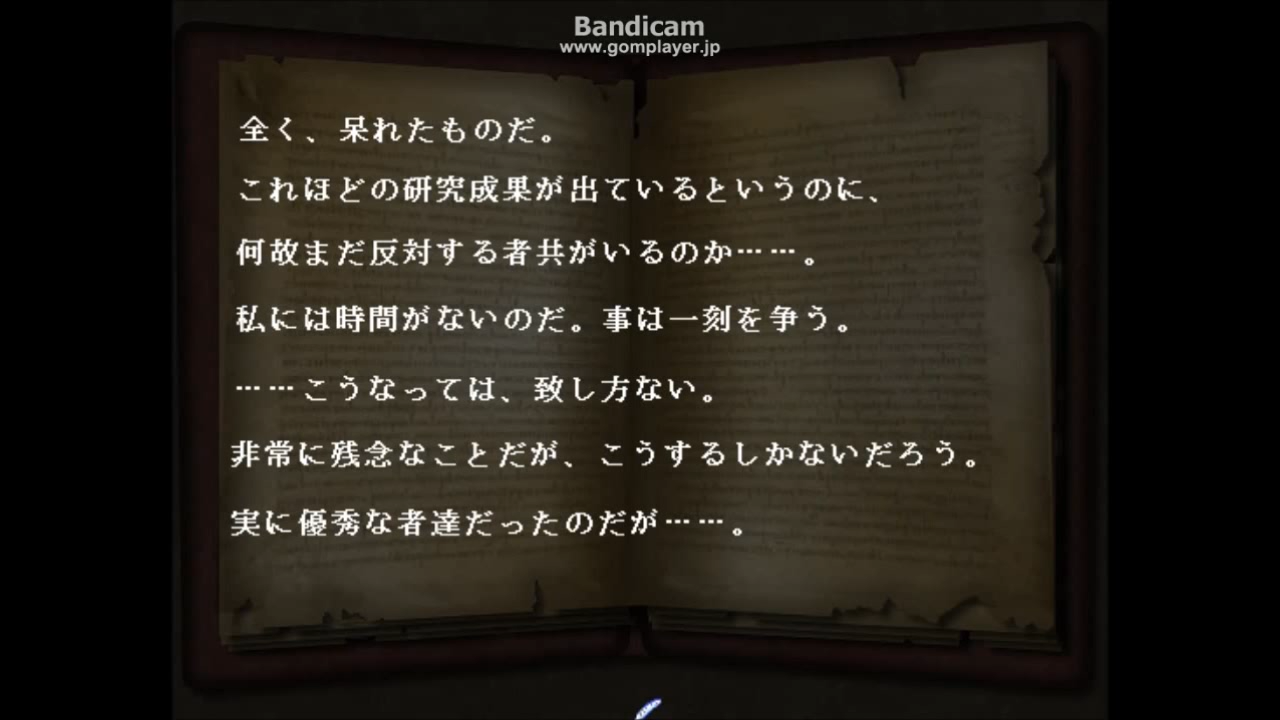 Bandicam
www.gomplayer.jp
全く、呆れたものだ。
これほどの研究成果が出ているというのに、
何故まだ反対する者共がいるのか……。
私には時間がないのだ。事は一刻を争う。
……こうなっては、致し方ない。
非常に残念なことだが、こうするしかないだろう。
実に優秀な者達だったのだが……。